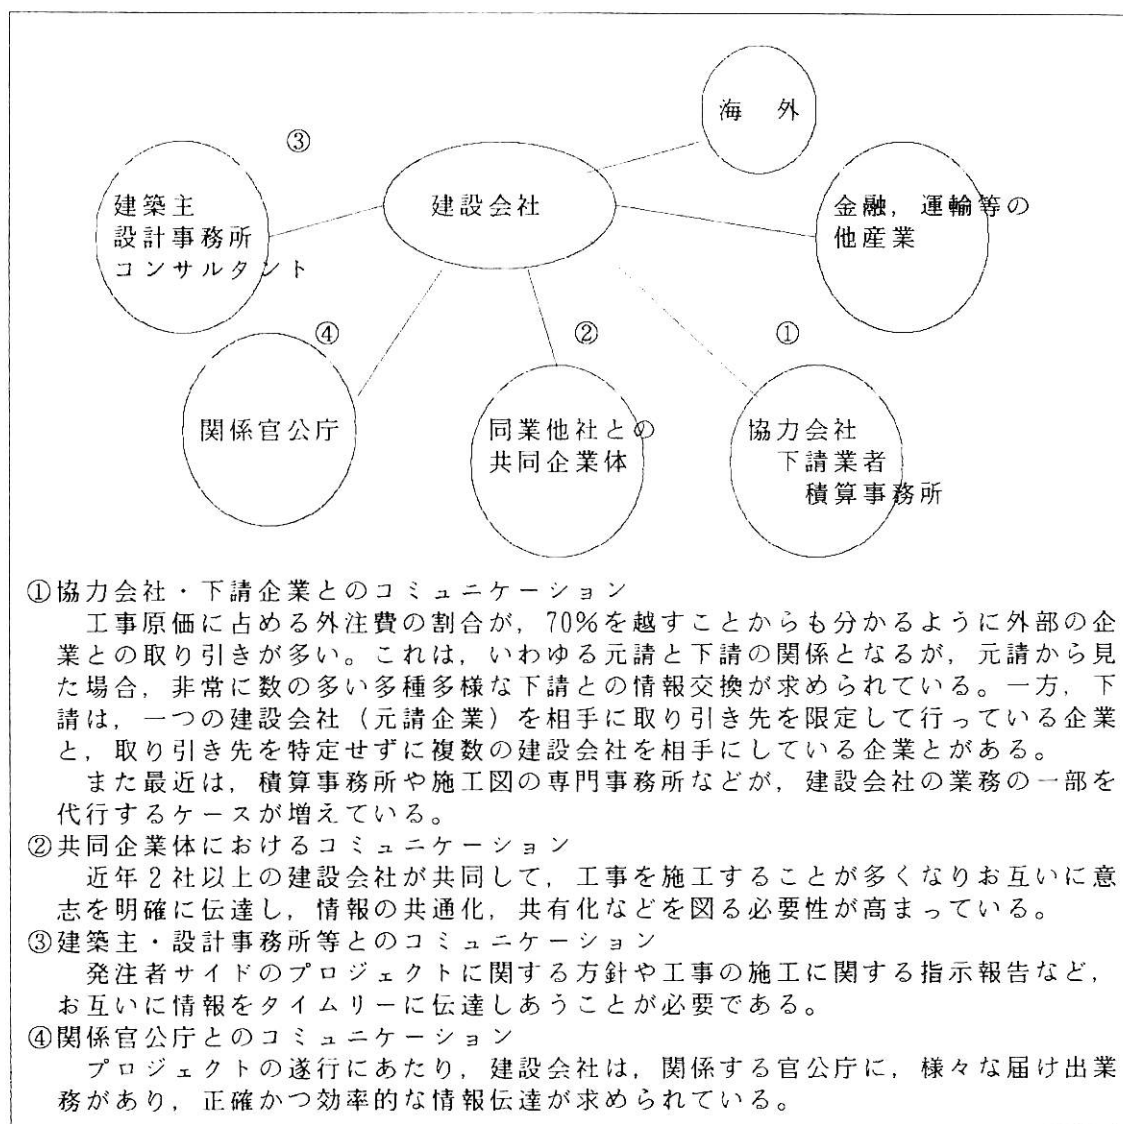 海　外
③
建築主
設計事務所
コンサルタント
建設会社
金融，運輸等の
他産業
④
②
①
関係官公庁
同業他社との
共同企業体
協力会社
下請業者
積算事務所
①協力会社・下請企業とのコミュニケーション
工事原価に占める外注費の割合が，70%を越すことからも分かるように外部の企
業との取り引きが多い。これは，いわゆる元請と下請の関係となるが，元請から見
た場合，非常に数の多い多種多様な下請との情報交換が求められている。一方，下
請は，一つの建設会社（元請企業）を相手に取り引き先を限定して行っている企業
と，取り引き先を特定せずに複数の建設会社を相手にしている企業とがある。
また最近は，積算事務所や施工図の専門事務所などが，建設会社の業務の一部を
代行するケースが増えている。
②共同企業体におけるコミュニケーション
近年２社以上の建設会社が共同して，工事を施工することが多くなりお互いに意
志を明確に伝達し，情報の共通化，共有化などを図る必要性が高まっている。
③建築主・設計事務所等とのコミュニケーション
発注者サイドのプロジェクトに関する方針や工事の施工に関する指示報告など，
お互いに情報をタイムリーに伝達しあうことが必要である。
④関係官公庁とのコミュニケーション
プロジェクトの遂行にあたり，建設会社は，関係する官公庁に，様々な届け出業
務があり，正確かつ効率的な情報伝達が求められている。